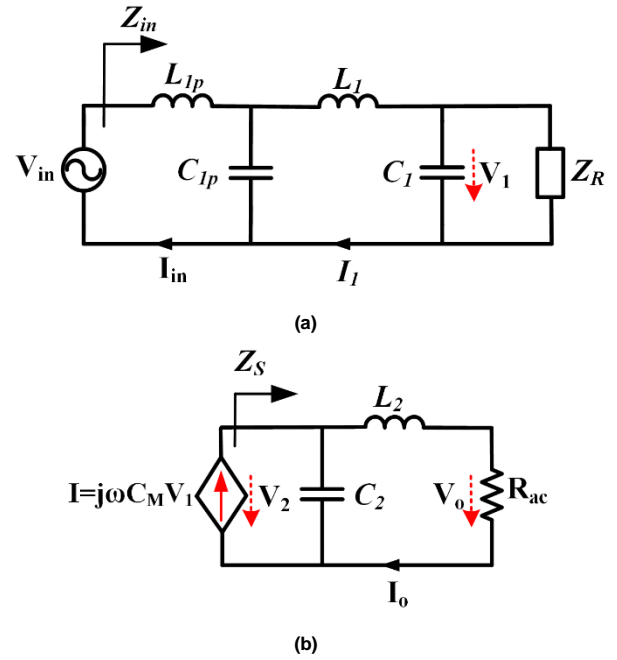 Z_in
L_1p L_1
V_in C_1p C_1 V_1 Z_R
I_in I_1
(a)
Z_S
L_2
I=jωC_MV_1 V_2 C_2 V_o R_ac
I_o
(b)